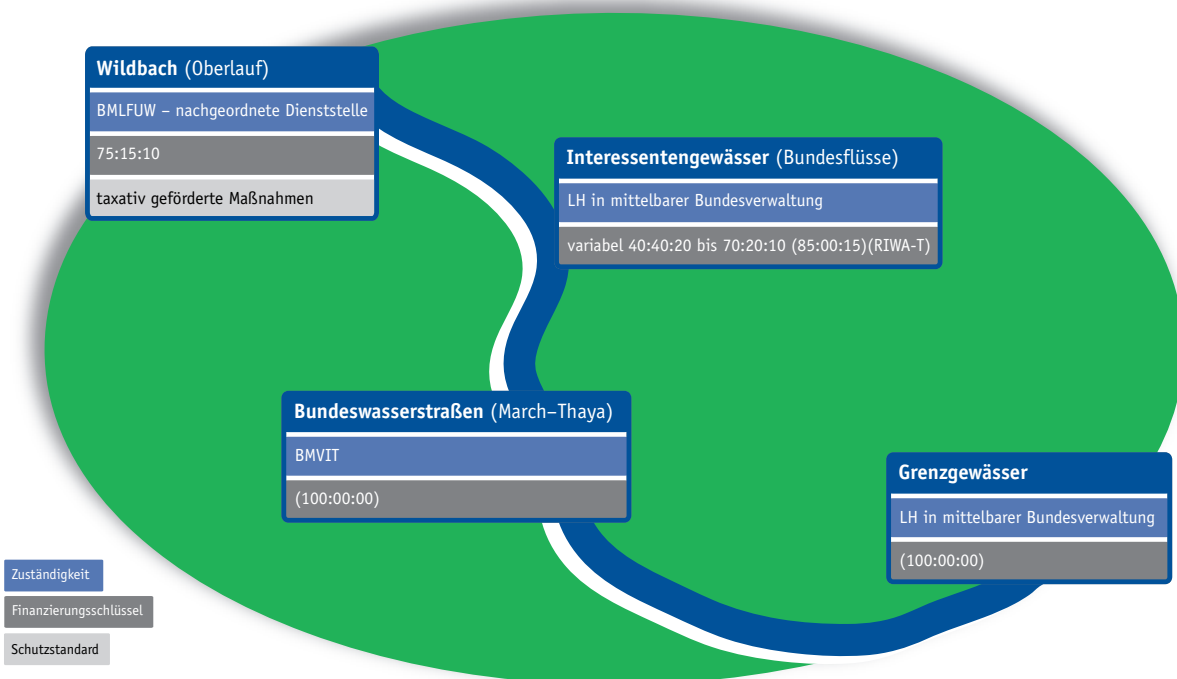 Wildbach (Oberlauf)
BMLFUW – nachgeordnete Dienststelle
75:15:10
taxativ geförderte Maßnahmen
Interessentengewässer (Bundesflüsse)
LH in mittelbarer Bundesverwaltung
variabel 40:40:20 bis 70:20:10 (85:00:15)(RIWA-T)
Bundeswasserstraßen (March–Thaya)
BMVIT
(100:00:00)
Grenzgewässer
LH in mittelbarer Bundesverwaltung
(100:00:00)
Zuständigkeit
Finanzierungsschlüssel
Schutzstandard